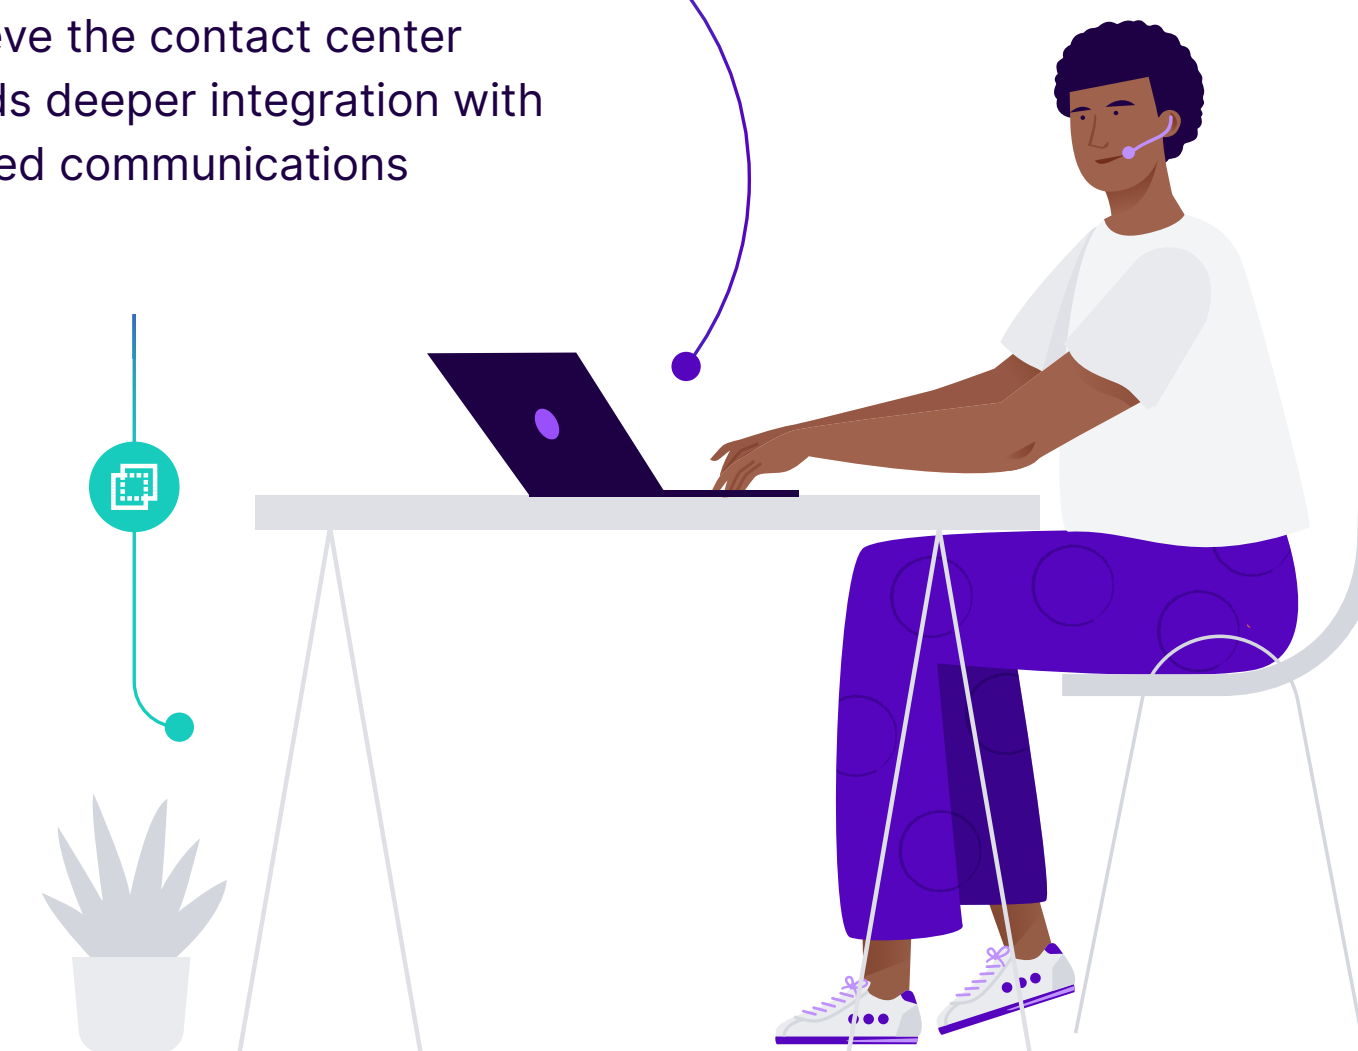 eve the contact center
ds deeper integration with
ed communications